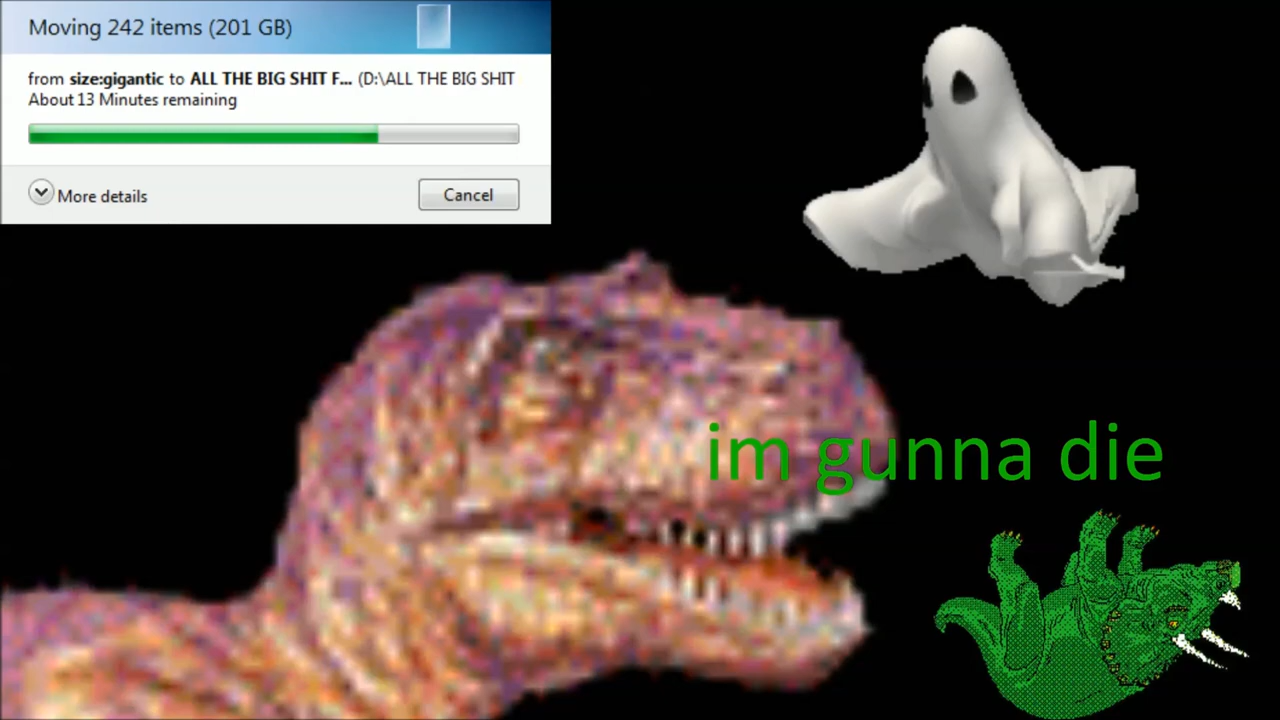 Moving 242 items (201 GB)
from size:gigantic to ALL THE BIG SHIT F... (D:\ALL THE BIG SHIT
About 13 Minutes remaining
More details
Cancel
im gunna die